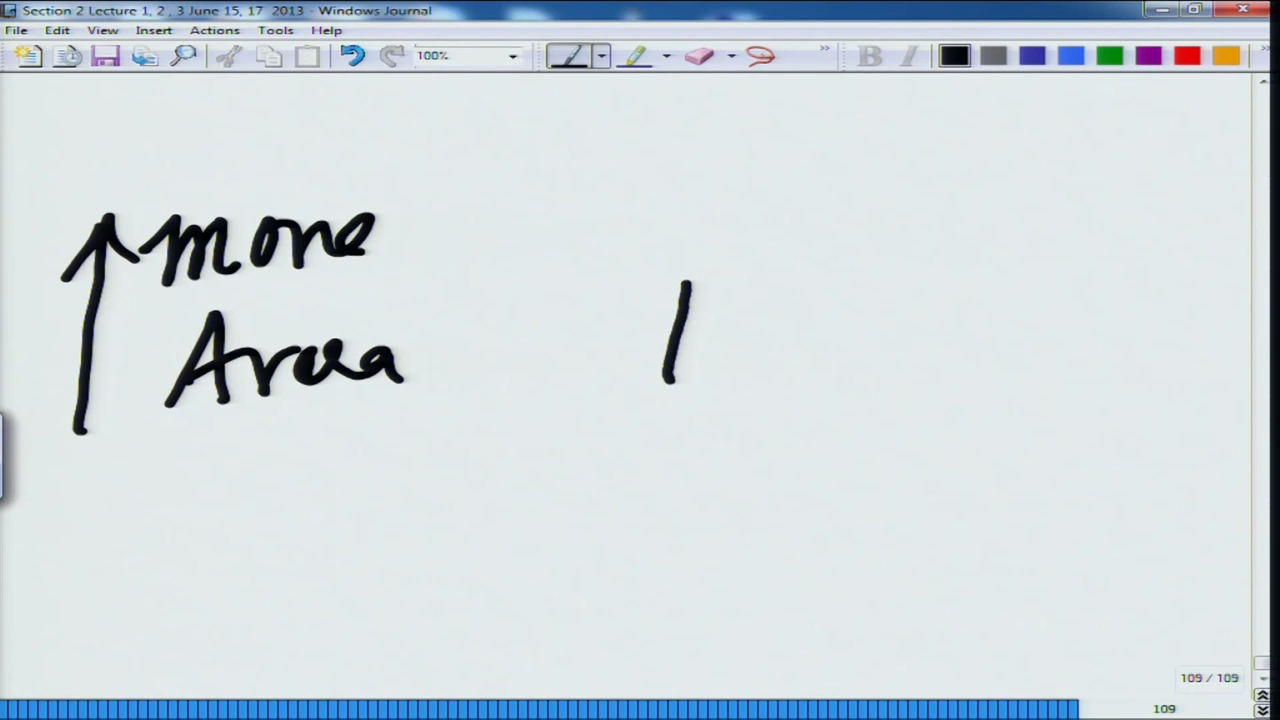 Section 2 Lecture 1, 2 , 3 June 15, 17 2013 - Windows Journal
File Edit View Insert Actions Tools Help
100% B I
more
Area
109 / 109
109